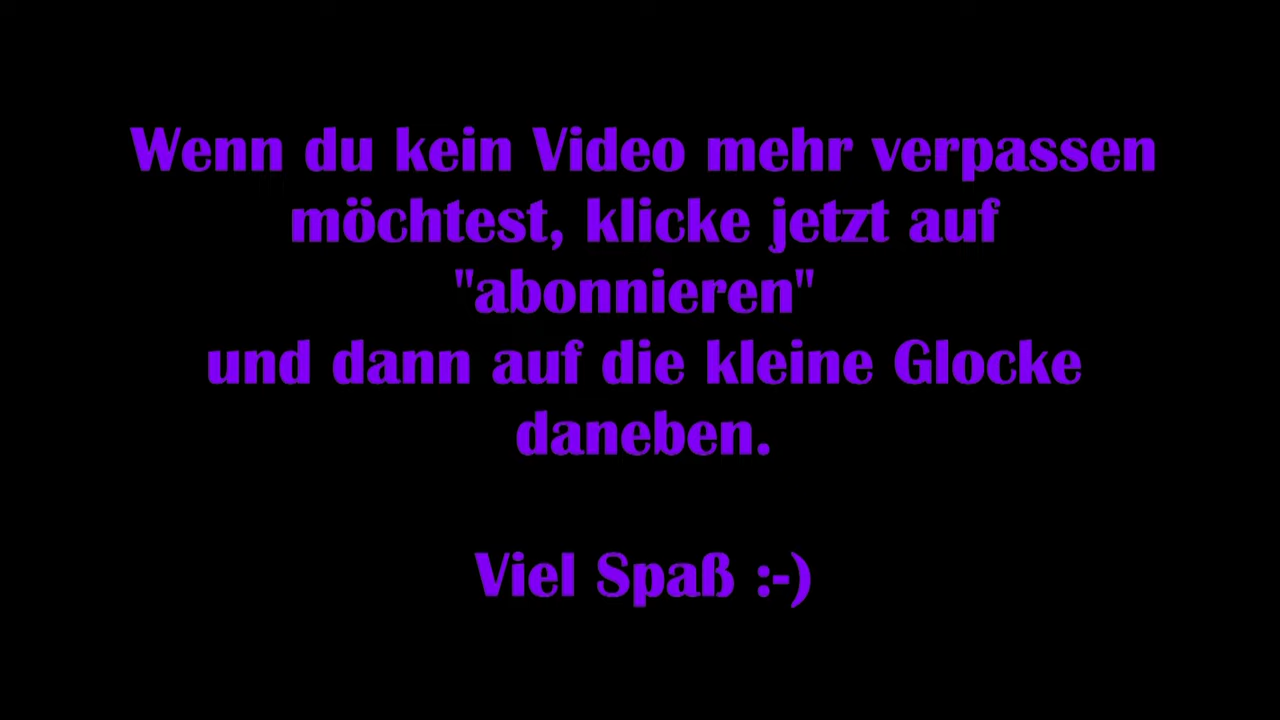 Wenn du kein Video mehr verpassen
möchtest, klicke jetzt auf
"abonnieren"
und dann auf die kleine Glocke
daneben.
Viel Spaß :-)